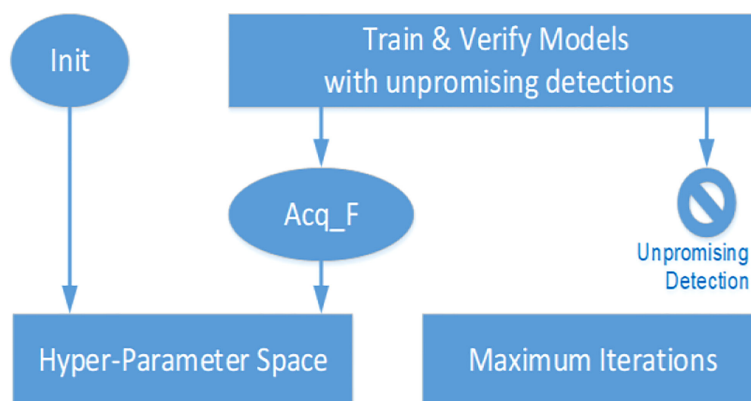 Init
Train & Verify Models
with unpromising detections
Acq_F
Unpromising
Detection
Hyper-Parameter Space
Maximum Iterations